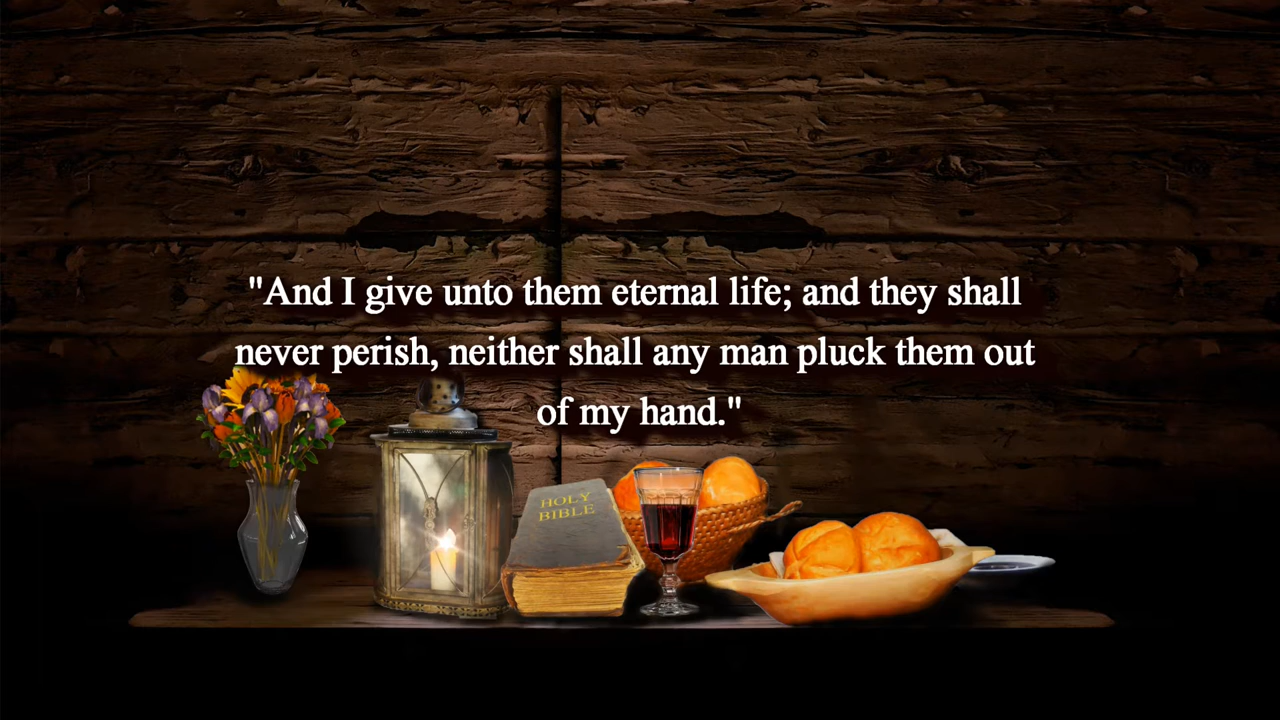 "And I give unto them eternal life; and they shall
never perish, neither shall any man pluck them out
of my hand."
HOLY
BIBLE